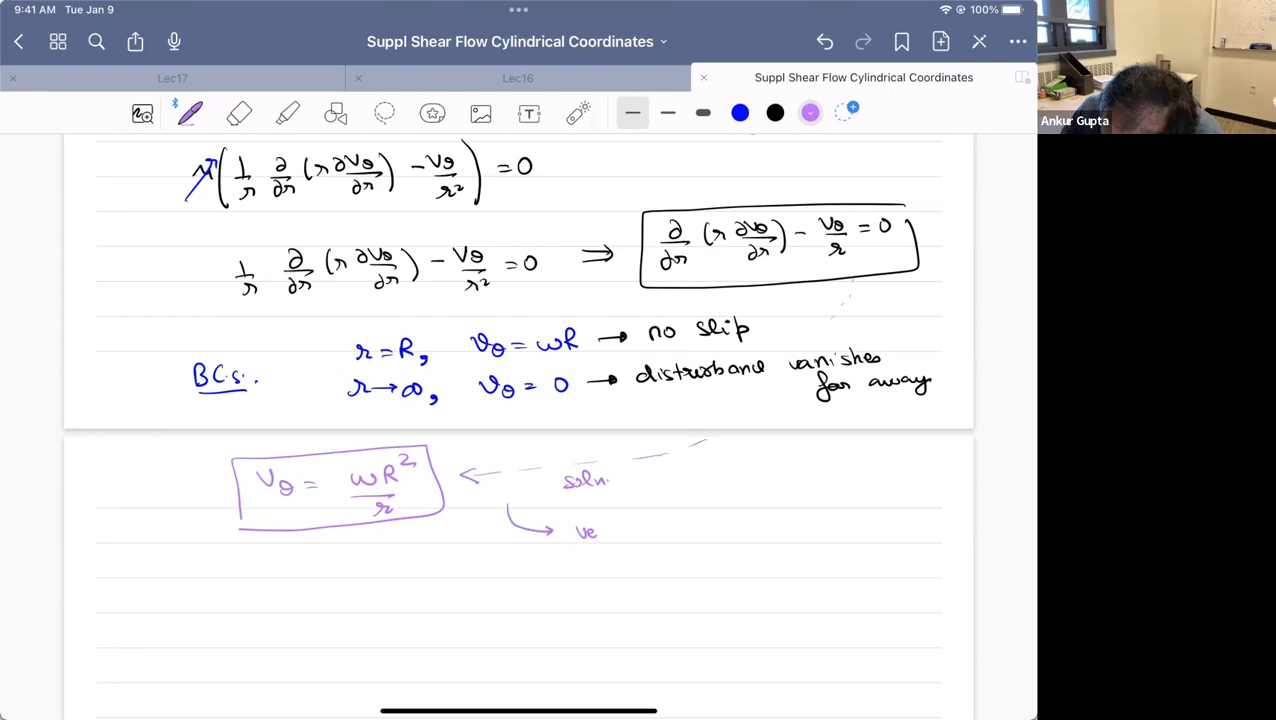 9:41 AM Tue Jan 9
100%
Suppl Shear Flow Cylindrical Coordinates
Lec17
Lec16
Suppl Shear Flow Cylindrical Coordinates
Ankur Gupta
μ(1/r ∂/∂r (r ∂vθ/∂r) - vθ/r²) = 0
1/r ∂/∂r (r ∂vθ/∂r) - vθ/r² = 0 ⇒ ∂/∂r (r ∂vθ/∂r) - vθ/r = 0
B.C.s. r = R, vθ = ωR → no slip
r → ∞, vθ = 0 → disturbance vanishes far away
vθ = ωR²/r ← soln.
ve